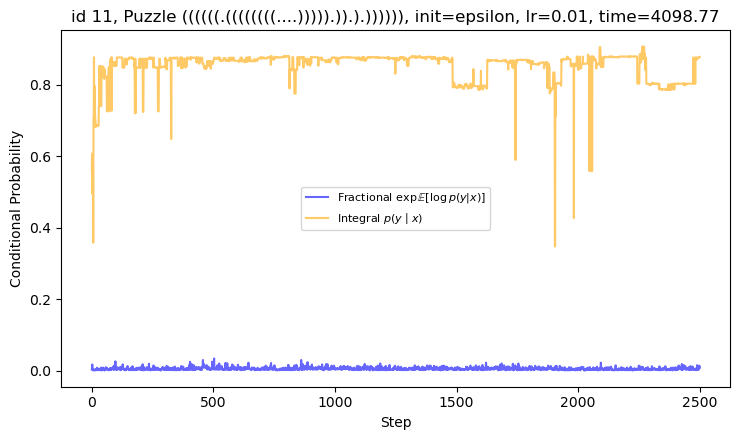 id 11, Puzzle ((((((.((((((((....))))).)).).)))))), init=epsilon, lr=0.01, time=4098.77
Conditional Probability
0.8
0.6
0.4
0.2
0.0
Fractional exp𝔼[log p(y|x)]
Integral p(y | x)
0 500 1000 1500 2000 2500
Step